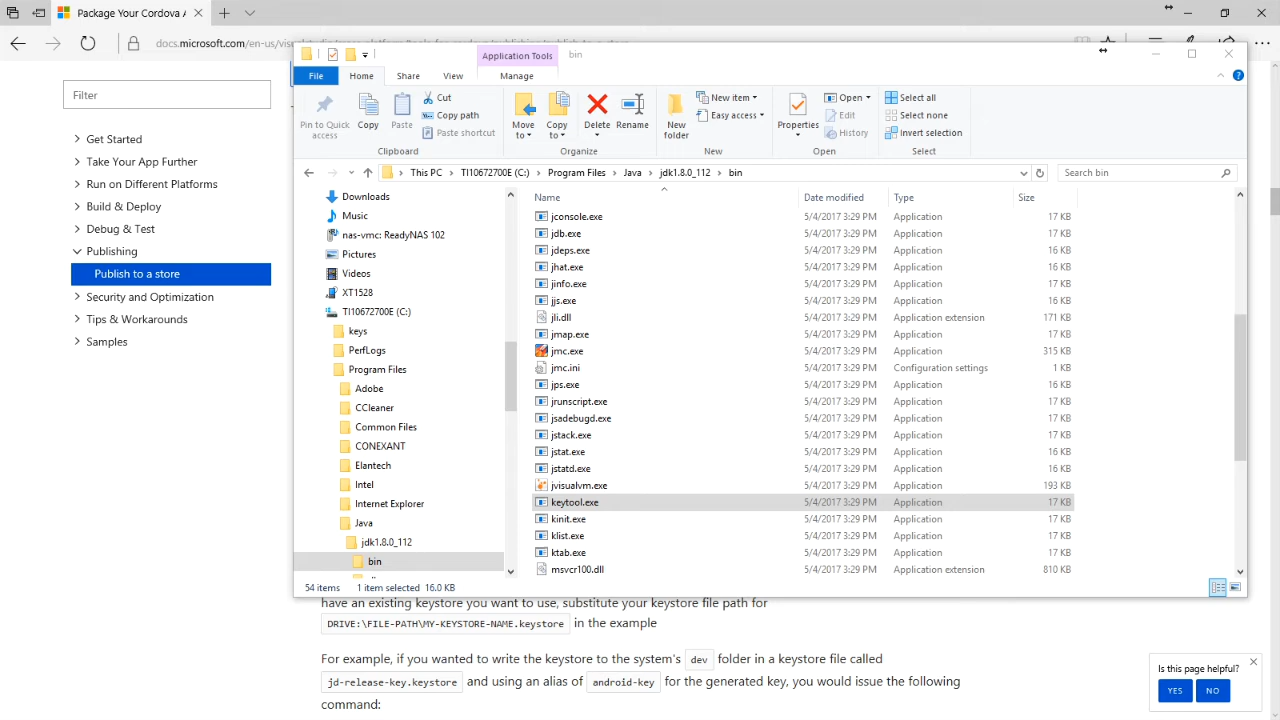 Package Your Cordova A
docs.microsoft.com/en-us/visu
Application Tools
bin
File
Home
Share
View
Manage
Pin to Quick
access
Copy
Paste
Cut
Copy path
Paste shortcut
Clipboard
Move
to
Copy
to
Delete
Rename
Organize
New
folder
New item
Easy access
New
Properties
Open
Edit
History
Open
Select all
Select none
Invert selection
Select
This PC
TI10672700E (C:)
Program Files
Java
jdk1.8.0_112
bin
Search bin
Filter
Get Started
Take Your App Further
Run on Different Platforms
Build & Deploy
Debug & Test
Publishing
Publish to a store
Security and Optimization
Tips & Workarounds
Samples
Downloads
Music
nas-vmc: ReadyNAS 102
Pictures
Videos
XT1528
TI10672700E (C:)
keys
PerfLogs
Program Files
Adobe
CCleaner
Common Files
CONEXANT
Elantech
Intel
Internet Explorer
Java
jdk1.8.0_112
bin
Name Date modified Type Size
jconsole.exe 5/4/2017 3:29 PM Application 17 KB
jdb.exe 5/4/2017 3:29 PM Application 17 KB
jdeps.exe 5/4/2017 3:29 PM Application 16 KB
jhat.exe 5/4/2017 3:29 PM Application 16 KB
jinfo.exe 5/4/2017 3:29 PM Application 17 KB
jjs.exe 5/4/2017 3:29 PM Application 16 KB
jli.dll 5/4/2017 3:29 PM Application extension 171 KB
jmap.exe 5/4/2017 3:29 PM Application 17 KB
jmc.exe 5/4/2017 3:29 PM Application 315 KB
jmc.ini 5/4/2017 3:29 PM Configuration settings 1 KB
jps.exe 5/4/2017 3:29 PM Application 16 KB
jrunscript.exe 5/4/2017 3:29 PM Application 17 KB
jsadebugd.exe 5/4/2017 3:29 PM Application 17 KB
jstack.exe 5/4/2017 3:29 PM Application 17 KB
jstat.exe 5/4/2017 3:29 PM Application 16 KB
jstatd.exe 5/4/2017 3:29 PM Application 16 KB
jvisualvm.exe 5/4/2017 3:29 PM Application 193 KB
keytool.exe 5/4/2017 3:29 PM Application 17 KB
kinit.exe 5/4/2017 3:29 PM Application 17 KB
klist.exe 5/4/2017 3:29 PM Application 17 KB
ktab.exe 5/4/2017 3:29 PM Application 17 KB
msvcr100.dll 5/4/2017 3:29 PM Application extension 810 KB
54 items 1 item selected 16.0 KB
have an existing keystore you want to use, substitute your keystore file path for
DRIVE:\FILE-PATH\MY-KEYSTORE-NAME.keystore in the example
For example, if you wanted to write the keystore to the system's dev folder in a keystore file called
jd-release-key.keystore and using an alias of android-key for the generated key, you would issue the following
command:
Is this page helpful?
YES NO